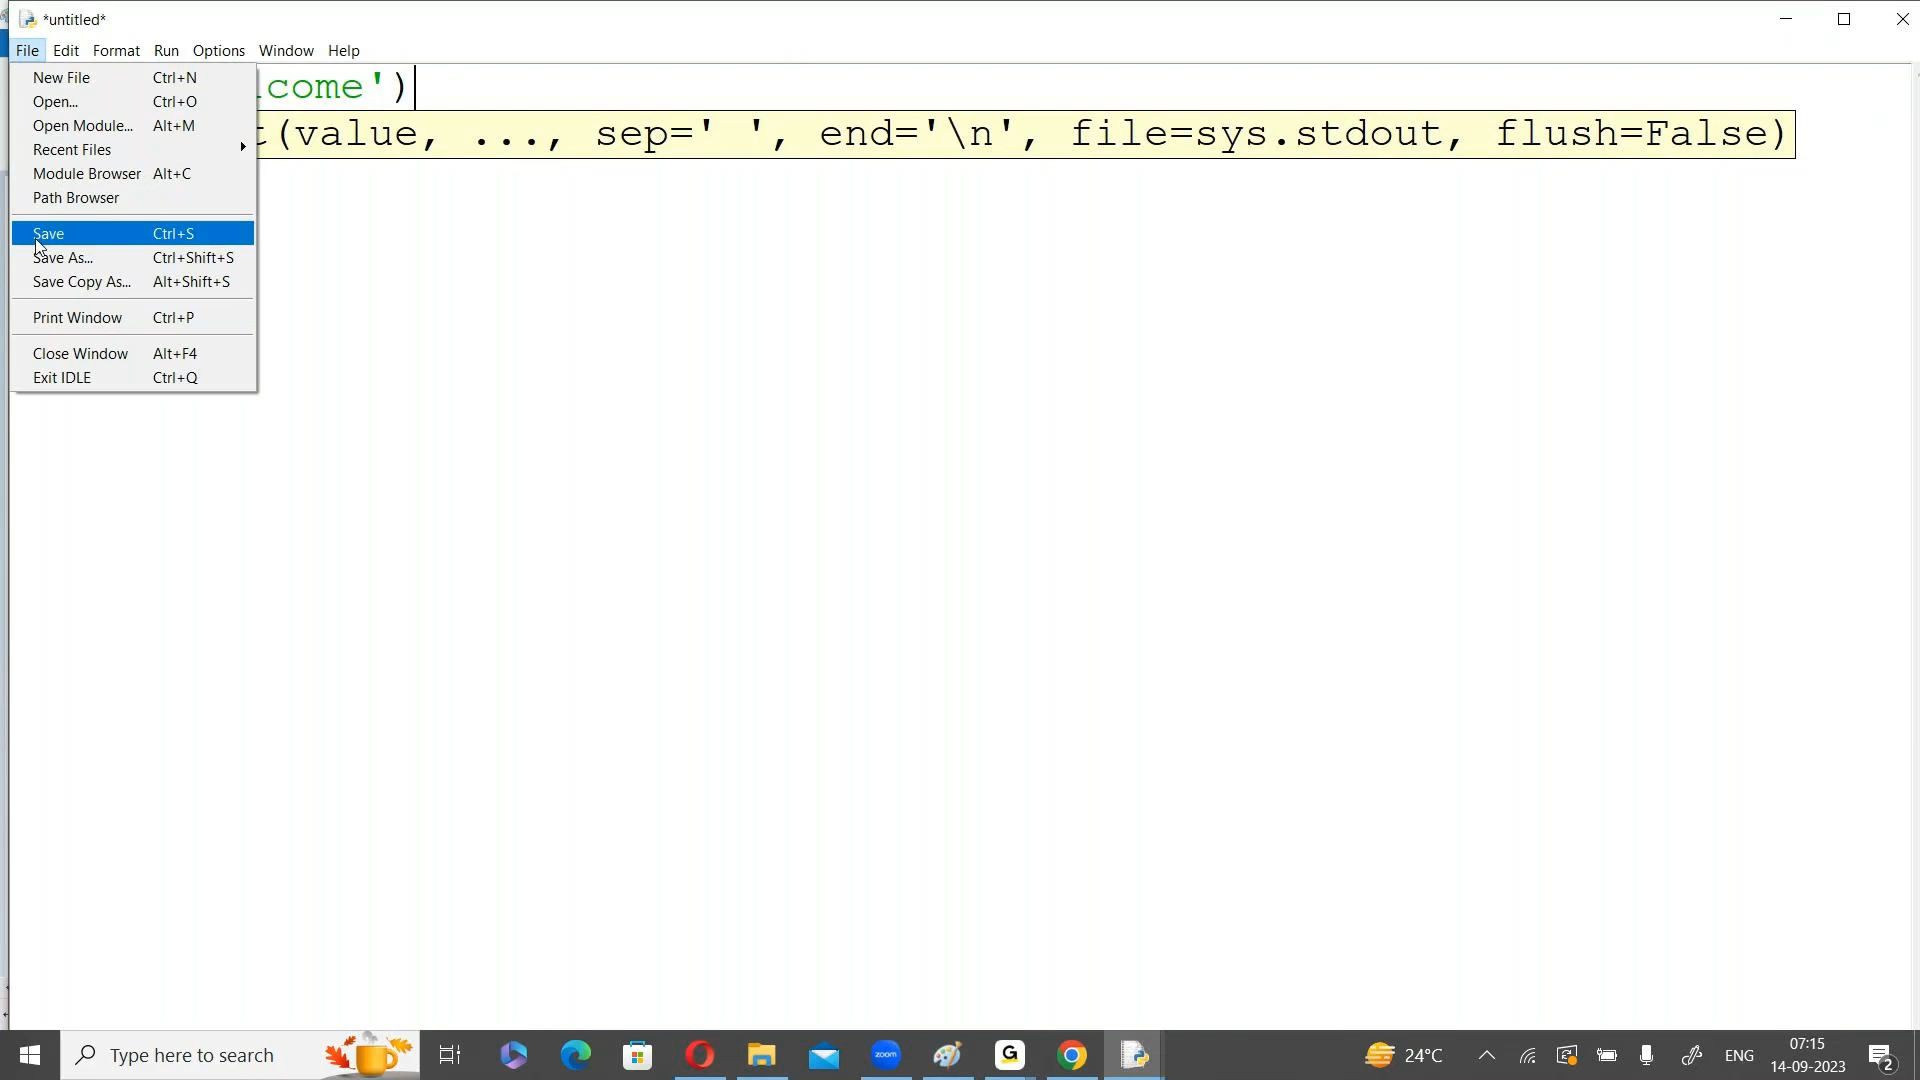 *untitled*
File Edit Format Run Options Window Help
come')
(value, ..., sep=' ', end='\n', file=sys.stdout, flush=False)
New File Ctrl+N
Open... Ctrl+O
Open Module... Alt+M
Recent Files
Module Browser Alt+C
Path Browser
Save Ctrl+S
Save As... Ctrl+Shift+S
Save Copy As... Alt+Shift+S
Print Window Ctrl+P
Close Window Alt+F4
Exit IDLE Ctrl+Q
Type here to search
zoom
G
24°C
ENG
07:15
14-09-2023
2